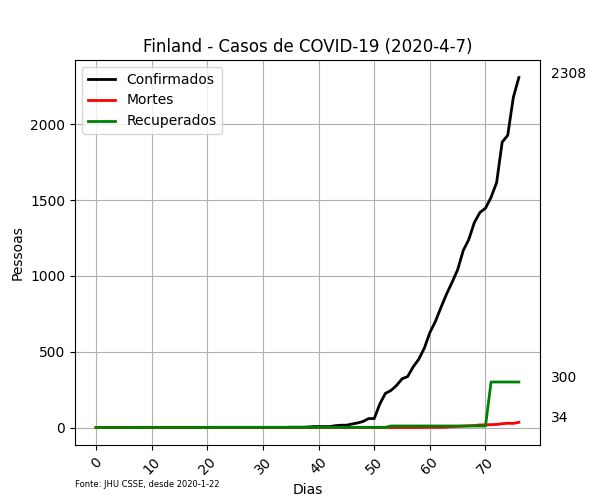 Finland - Casos de COVID-19 (2020-4-7)
Confirmados
Mortes
Recuperados
2308
300
34
Pessoas
2000
1500
1000
500
0
0 10 20 30 40 50 60 70
Fonte: JHU CSSE, desde 2020-1-22
Dias